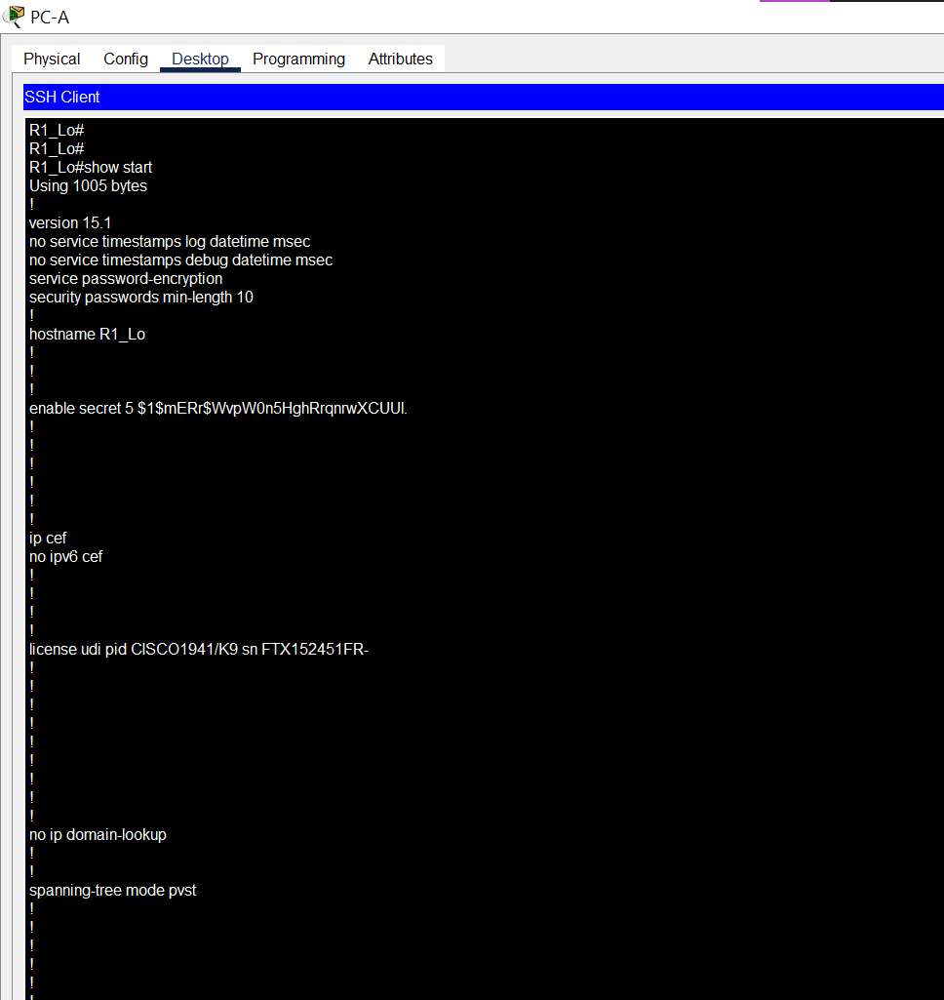 PC-A
Physical Config Desktop Programming Attributes
SSH Client
R1_Lo#
R1_Lo#
R1_Lo#show start
Using 1005 bytes
!
version 15.1
no service timestamps log datetime msec
no service timestamps debug datetime msec
service password-encryption
security passwords min-length 10
!
hostname R1_Lo
!
!
!
enable secret 5 $1$mERr$WvpW0n5HghRrqnrwXCUUl.
!
!
!
!
!
!
ip cef
no ipv6 cef
!
!
!
!
license udi pid CISCO1941/K9 sn FTX152451FR-
!
!
!
!
!
!
!
!
!
no ip domain-lookup
!
!
spanning-tree mode pvst
!
!
!
!
!
!